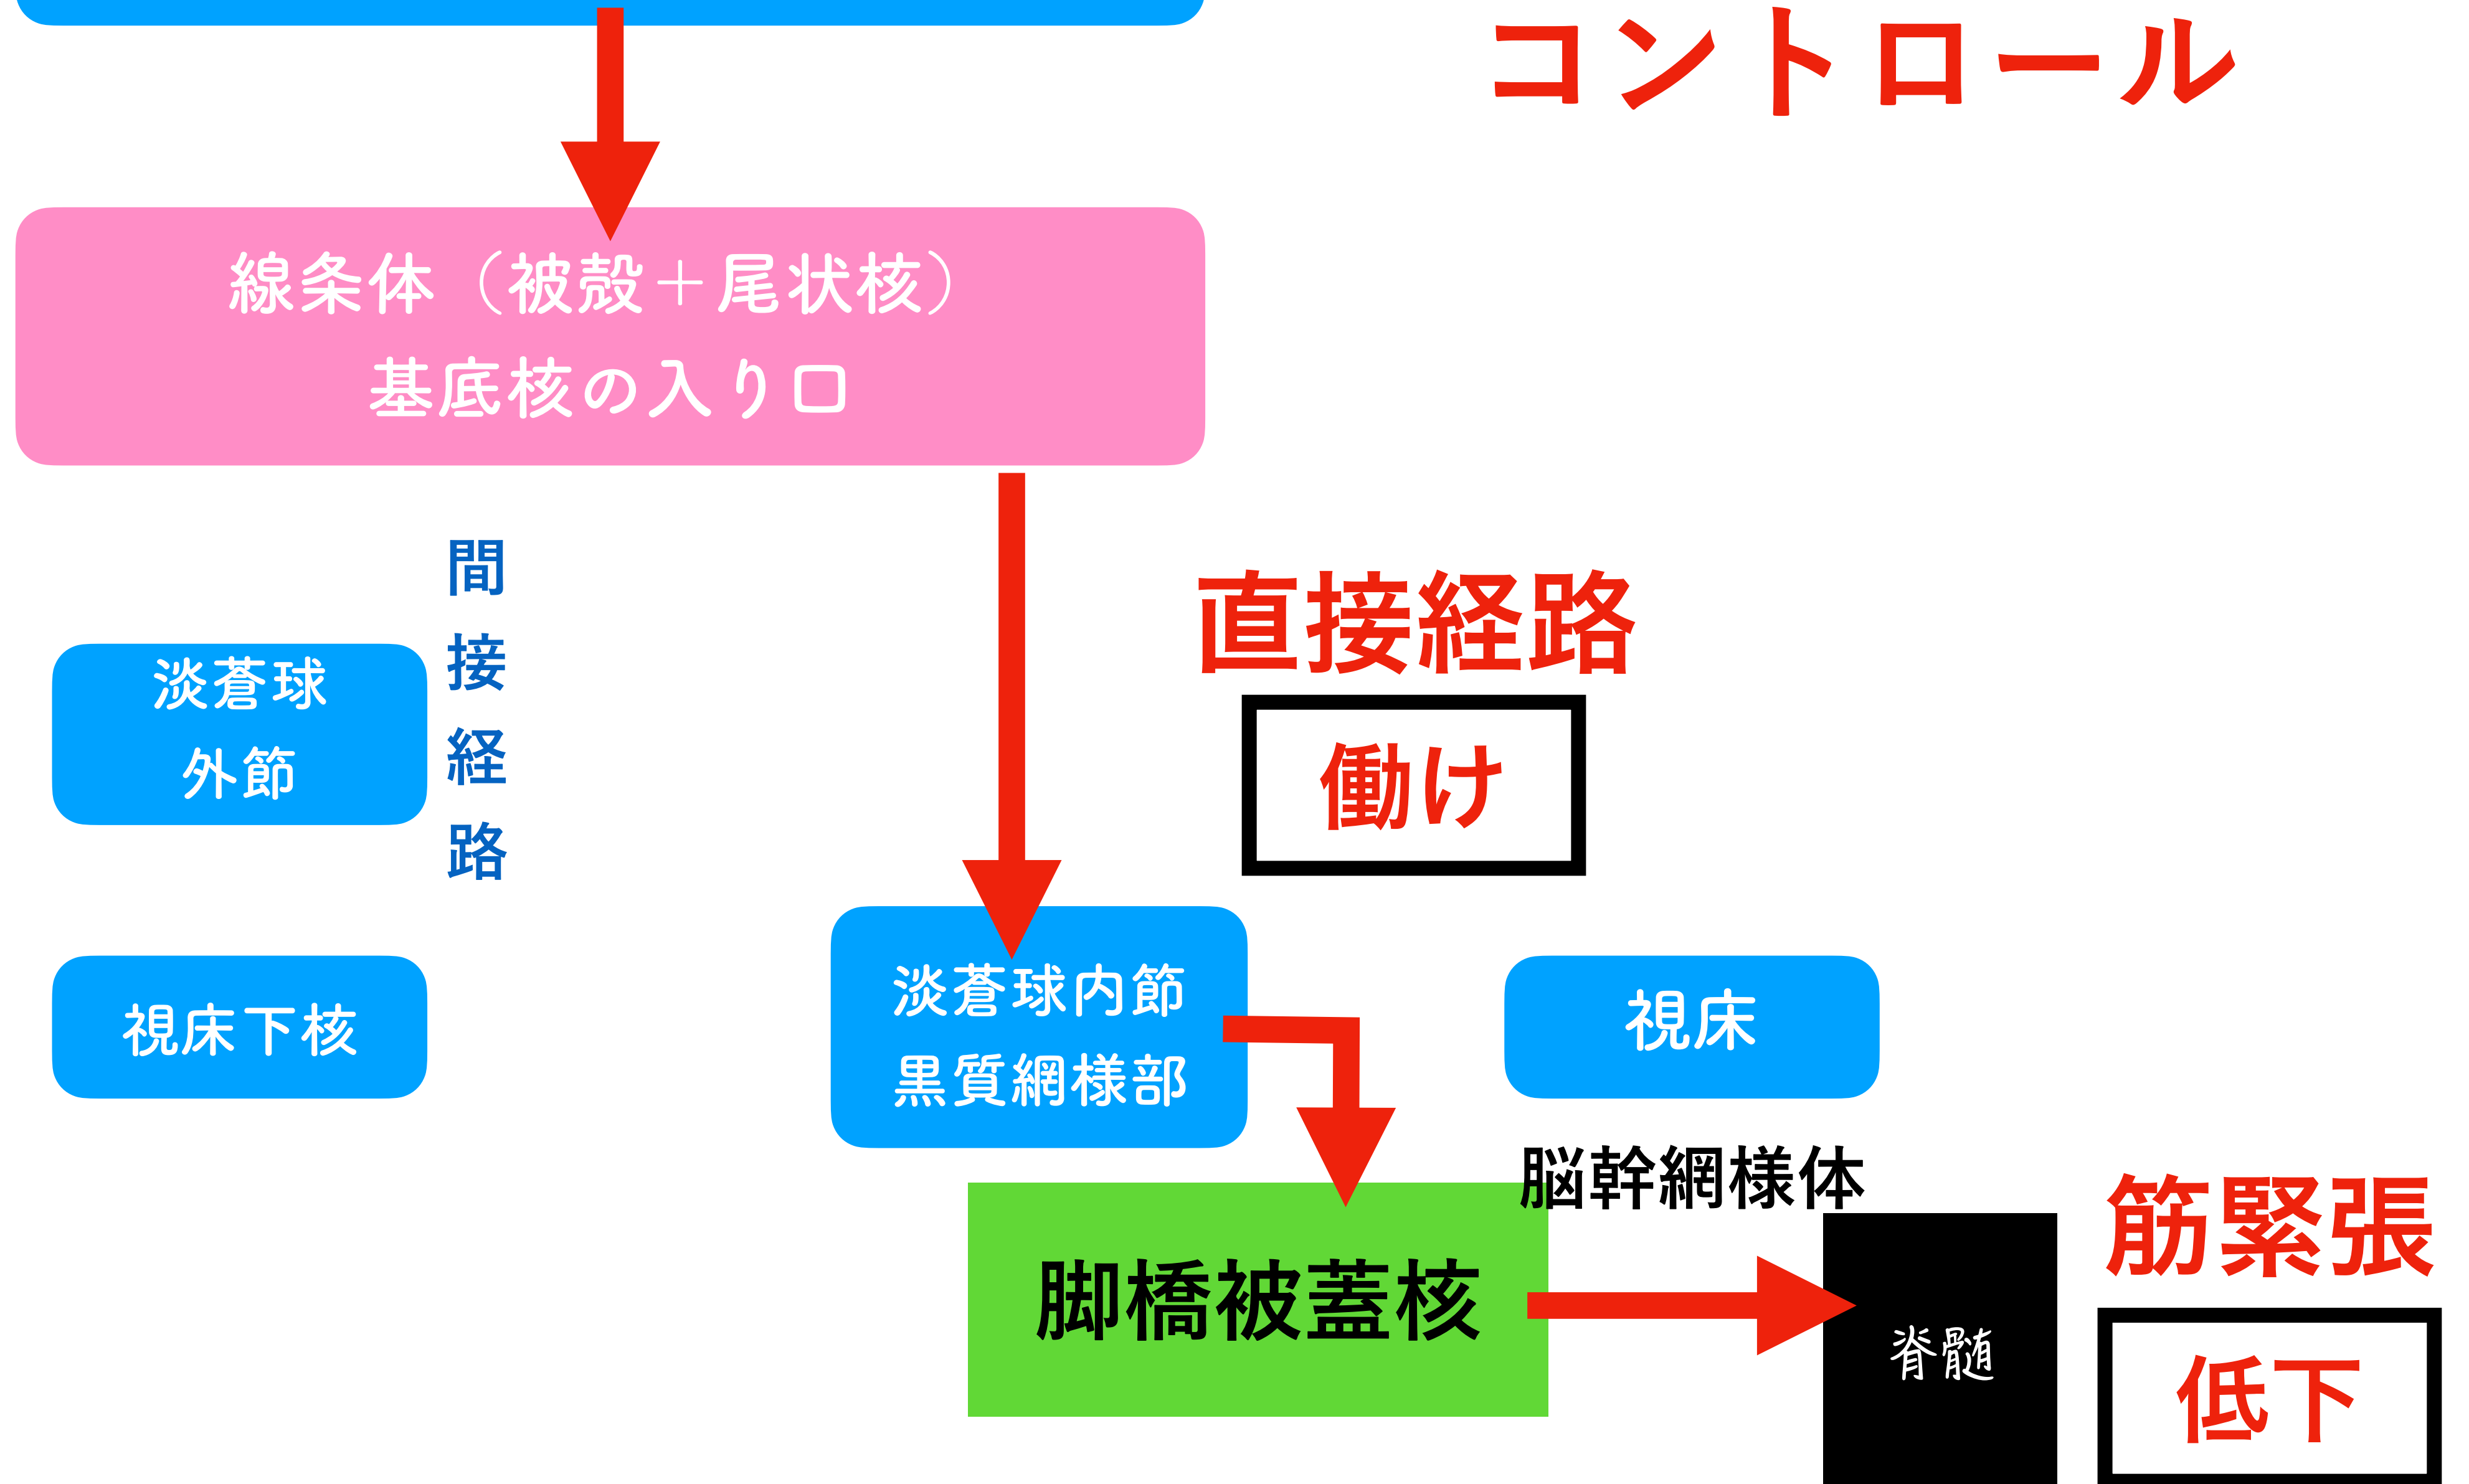 コントロール
線条体（被殻＋尾状核）
基底核の入り口
間接経路
直接経路
働け
淡蒼球
外節
視床下核
淡蒼球内節
黒質網様部
視床
脳幹網様体
脚橋被蓋核
脊髄
筋緊張
低下